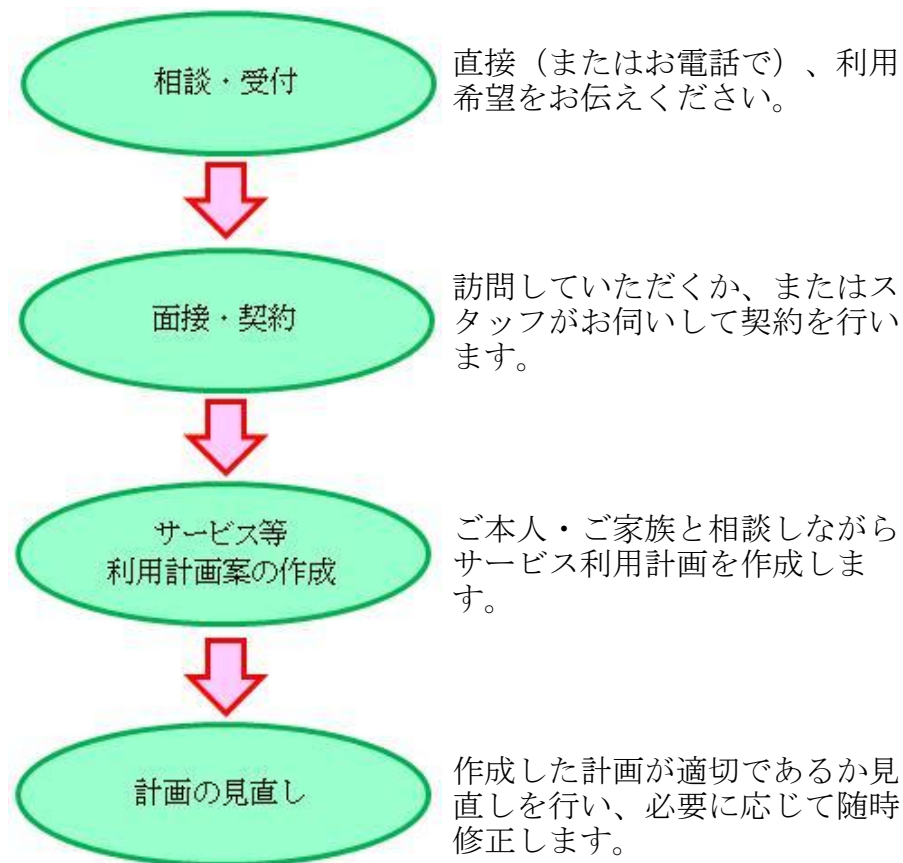 相談・受付
直接（またはお電話で）、利用
希望をお伝えください。
面接・契約
訪問していただくか、またはス
タッフがお伺いして契約を行い
ます。
サービス等
利用計画案の作成
ご本人・ご家族と相談しながら
サービス利用計画を作成しま
す。
計画の見直し
作成した計画が適切であるか見
直しを行い、必要に応じて随時
修正します。